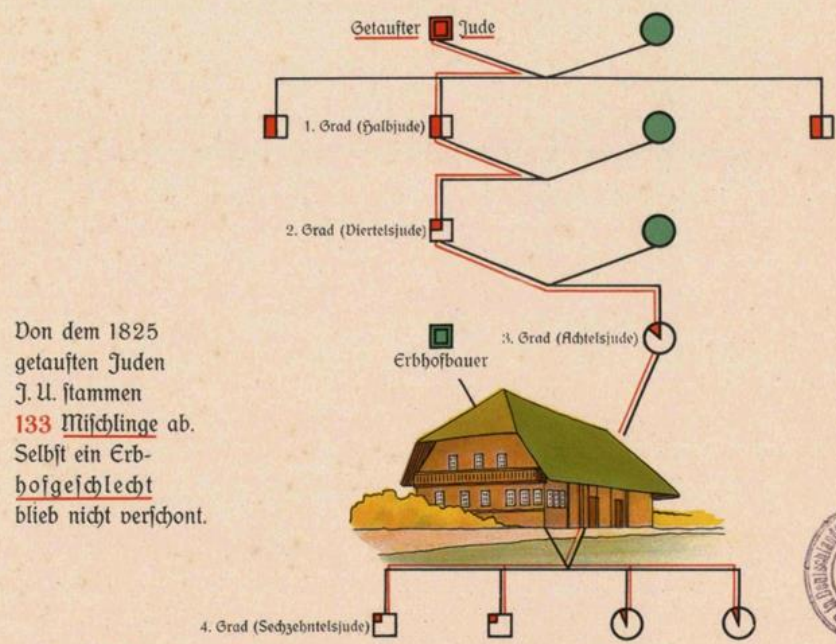 Getaufter Jude
1. Grad (Halbjude)
2. Grad (Viertelsjude)
3. Grad (Achtelsjude)
Erbhofbauer
Von dem 1825
getauften Juden
J. U. stammen
133 Mischlinge ab.
Selbst ein Erb-
hofgeschlecht
blieb nicht verschont.
4. Grad (Sechzehntelsjude)